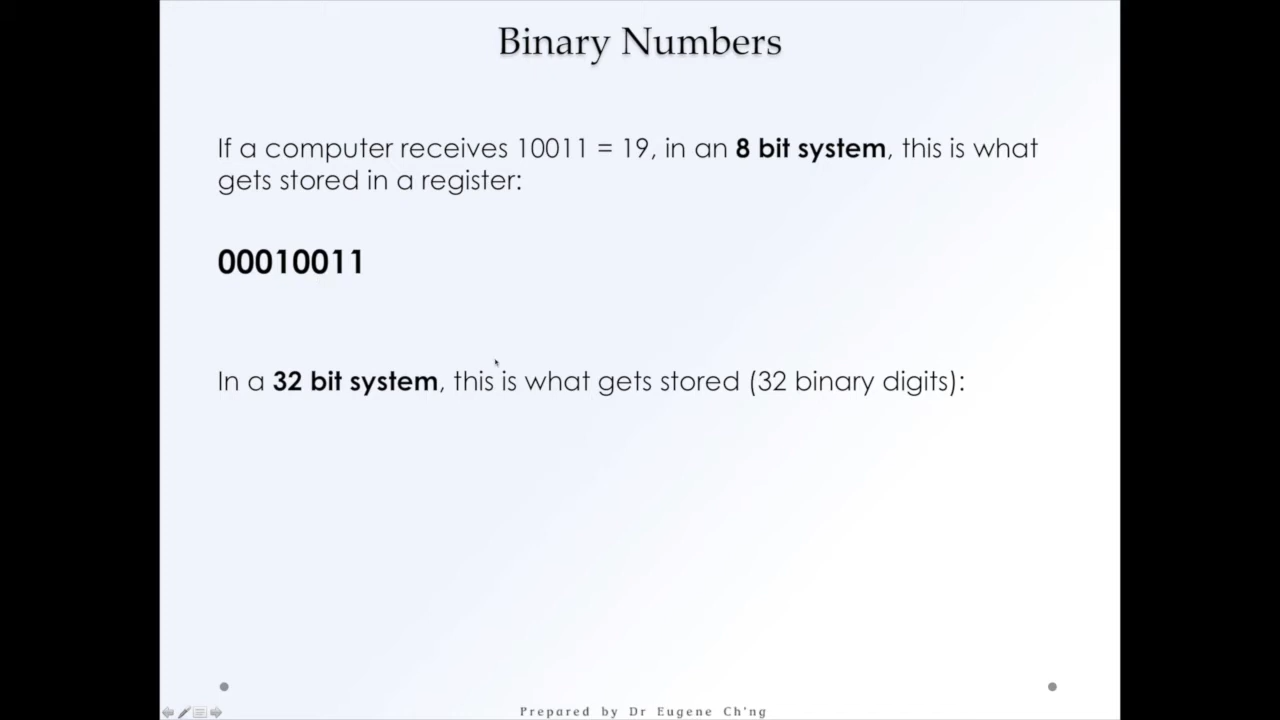 Binary Numbers
If a computer receives 10011 = 19, in an 8 bit system, this is what
gets stored in a register:
00010011
In a 32 bit system, this is what gets stored (32 binary digits):
Prepared by Dr Eugene Ch'ng